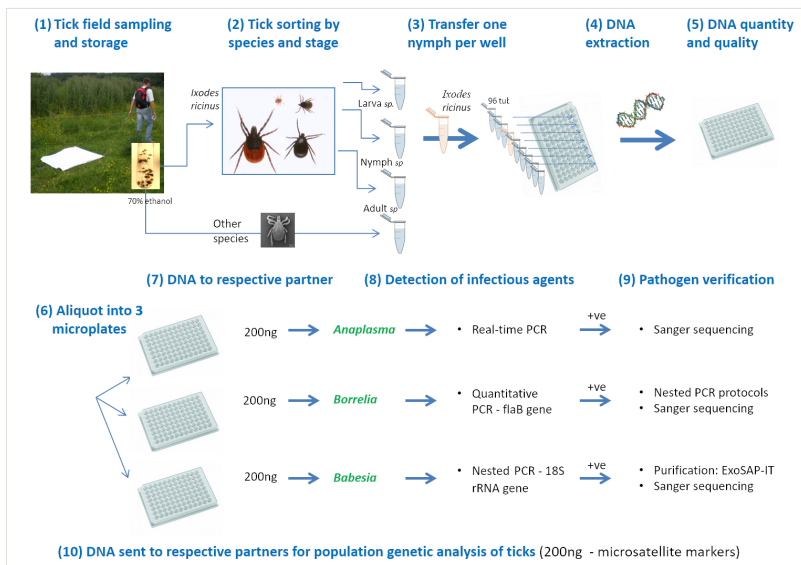 (1) Tick field sampling
and storage
(2) Tick sorting by
species and stage
(3) Transfer one
nymph per well
(4) DNA
extraction
(5) DNA quantity
and quality
Ixodes
ricinus
Larva sp.
Nymph sp
Adult sp
Ixodes
ricinus
96 tub
70% ethanol
Other
species
(7) DNA to respective partner
(8) Detection of infectious agents
(9) Pathogen verification
(6) Aliquot into 3
microplates
200ng
Anaplasma
• Real-time PCR
+ve
• Sanger sequencing
200ng
Borrelia
• Quantitative
PCR - flaB gene
+ve
• Nested PCR protocols
• Sanger sequencing
200ng
Babesia
• Nested PCR - 18S
rRNA gene
+ve
• Purification: ExoSAP-IT
• Sanger sequencing
(10) DNA sent to respective partners for population genetic analysis of ticks (200ng - microsatellite markers)